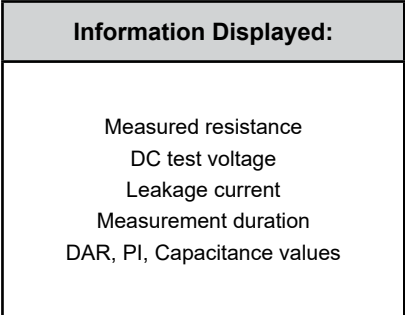 Information Displayed:
Measured resistance
DC test voltage
Leakage current
Measurement duration
DAR, PI, Capacitance values